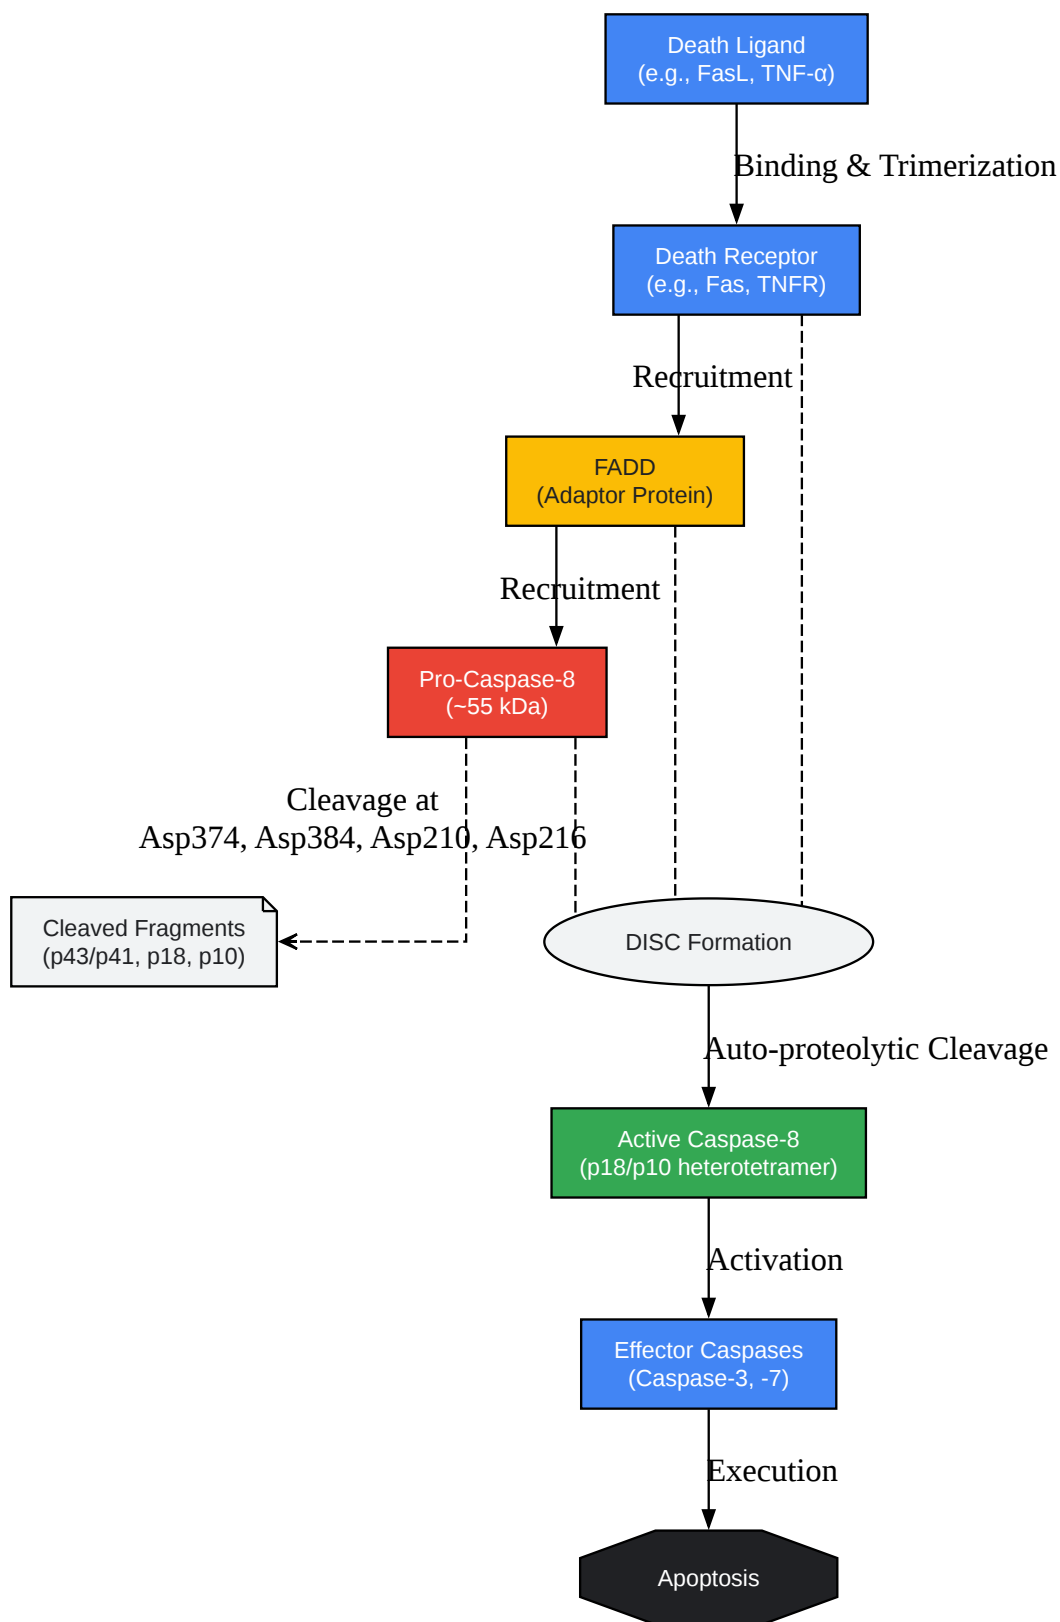 Death Ligand
(e.g., FasL, TNF-α)
Binding & Trimerization
Death Receptor
(e.g., Fas, TNFR)
Recruitment
FADD
(Adaptor Protein)
Recruitment
Pro-Caspase-8
(~55 kDa)
Cleavage at
Asp374, Asp384, Asp210, Asp216
Cleaved Fragments
(p43/p41, p18, p10)
DISC Formation
Auto-proteolytic Cleavage
Active Caspase-8
(p18/p10 heterotetramer)
Activation
Effector Caspases
(Caspase-3, -7)
Execution
Apoptosis